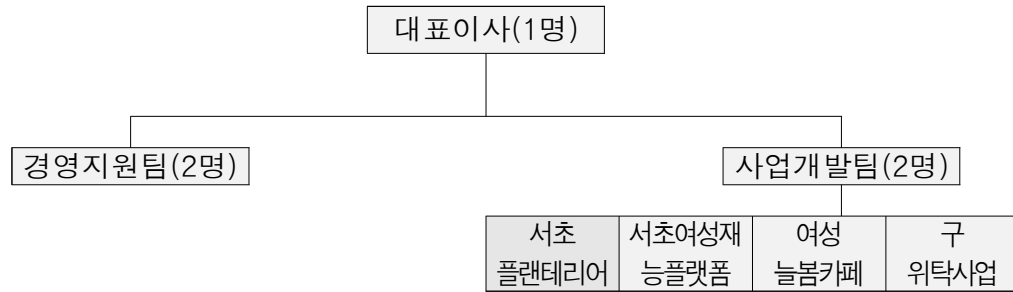 대표이사(1명)
경영지원팀(2명)
사업개발팀(2명)
서초
플랜테리어
서초여성재
능플랫폼
여성
늘봄카페
구
위탁사업